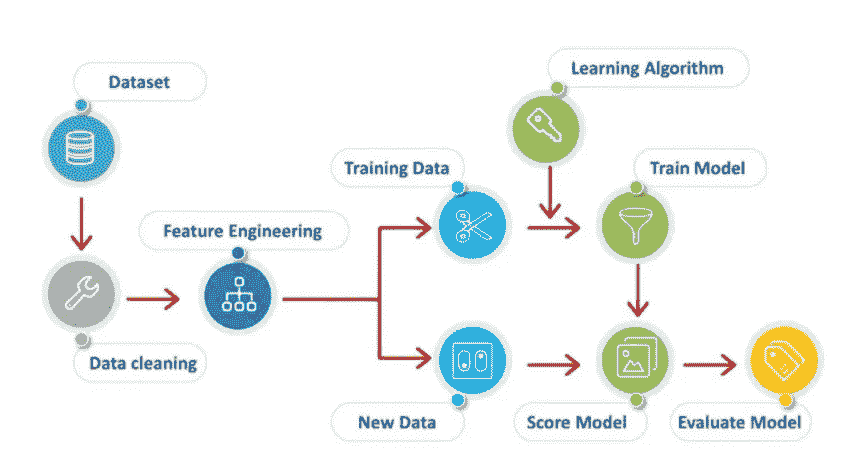 Dataset
Learning Algorithm
Training Data
Train Model
Feature Engineering
Data cleaning
New Data
Score Model
Evaluate Model